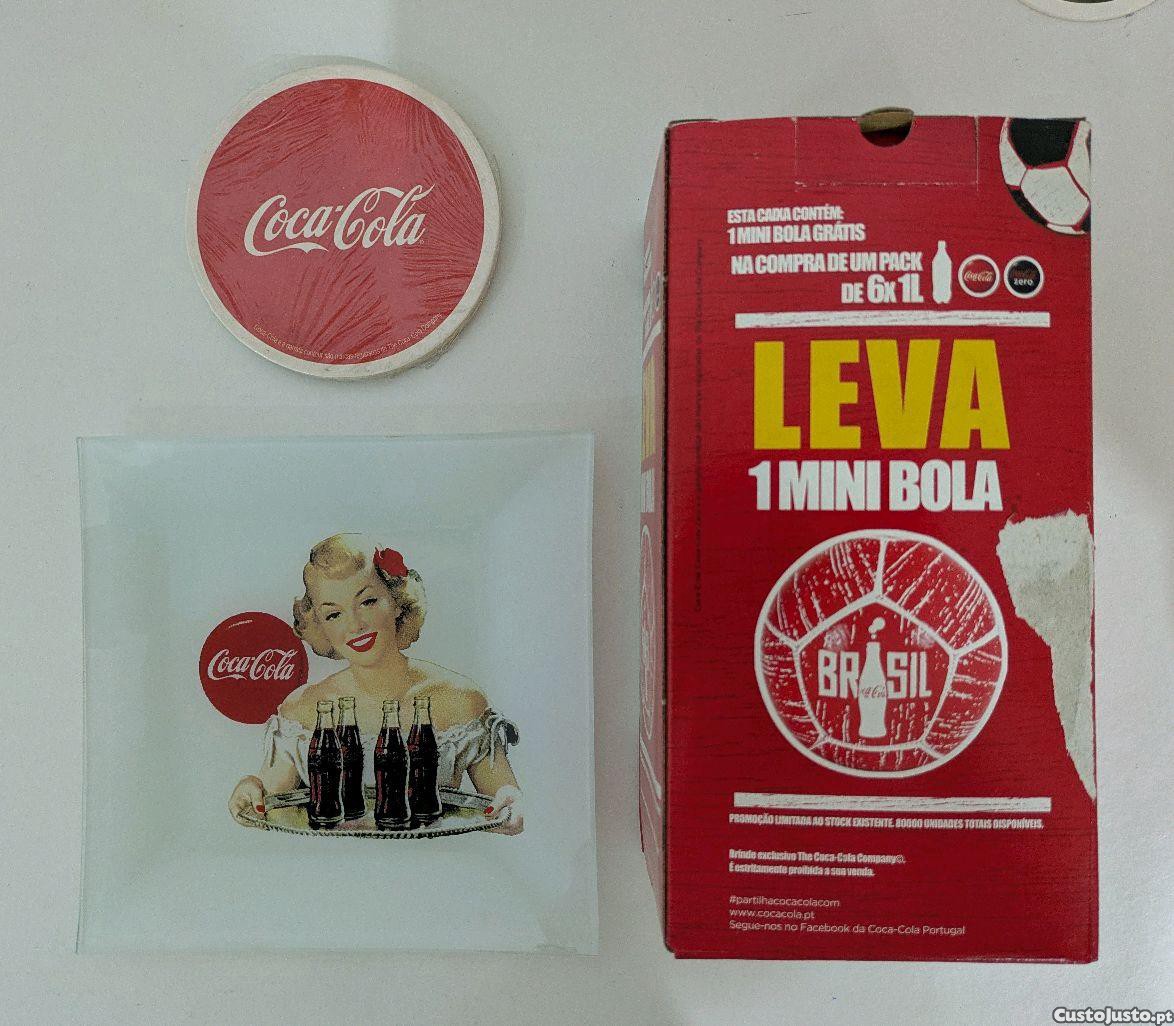 Coca-Cola
Coca-Cola
ESTA CAIXA CONTÉM:
1 MINI BOLA GRÁTIS
NA COMPRA DE UM PACK
DE 6X 1L
Coca-Cola
zero
LEVA
1 MINI BOLA
BRASIL
Coca-Cola
PROMOÇÃO LIMITADA AO STOCK EXISTENTE. 80000 UNIDADES TOTAIS DISPONÍVEIS.
Brinde exclusivo The Coca-Cola Company©.
É estritamente proibida a sua venda.
#partilhacocacolacom
www.cocacola.pt
Segue-nos no Facebook da Coca-Cola Portugal
CustoJusto.pt